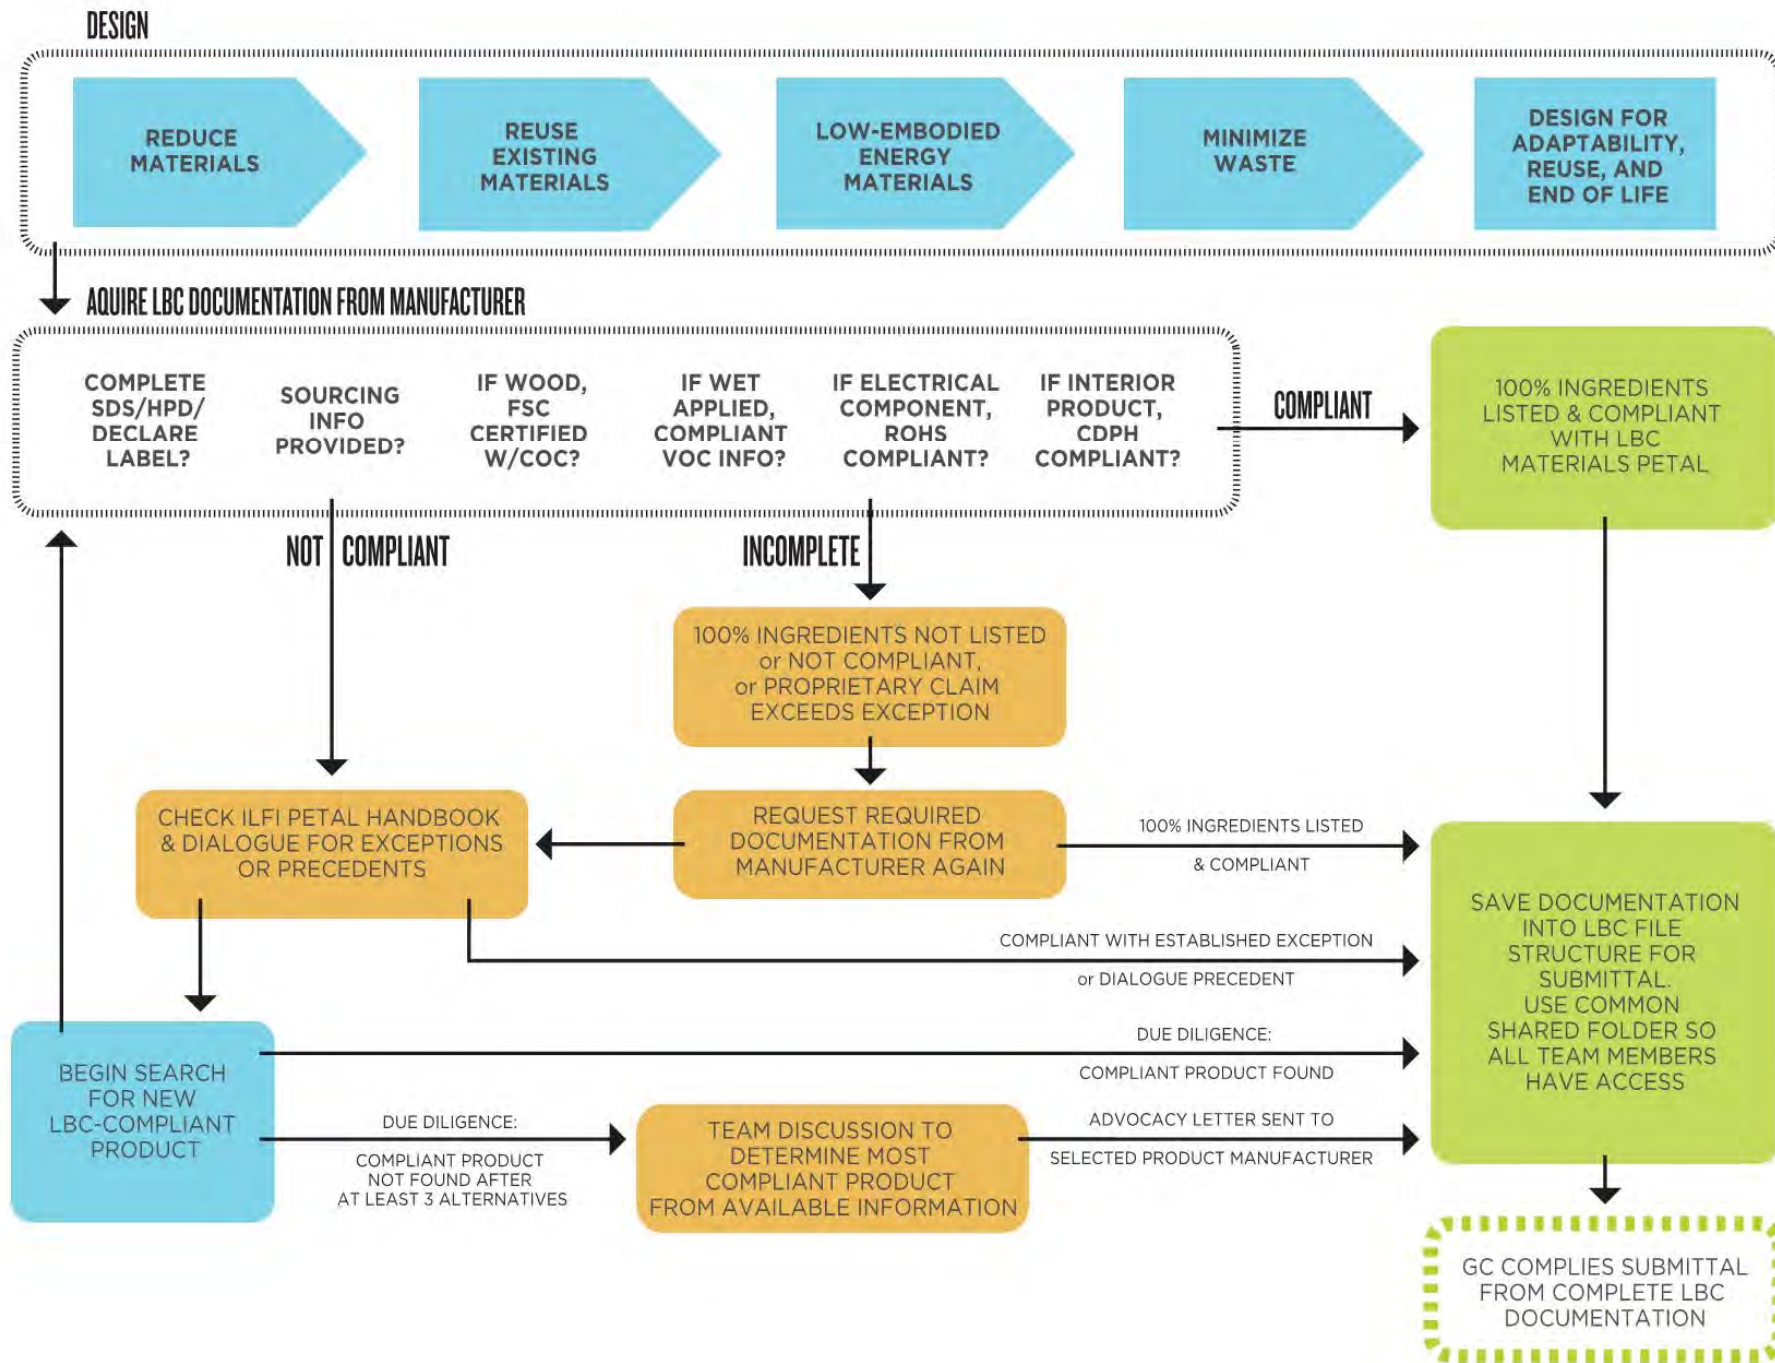 DESIGN
REDUCE
MATERIALS
REUSE
EXISTING
MATERIALS
LOW-EMBODIED
ENERGY
MATERIALS
MINIMIZE
WASTE
DESIGN FOR
ADAPTABILITY,
REUSE, AND
END OF LIFE
AQUIRE LBC DOCUMENTATION FROM MANUFACTURER
COMPLETE
SDS/HPD/
DECLARE
LABEL?
SOURCING
INFO
PROVIDED?
IF WOOD,
FSC
CERTIFIED
W/COC?
IF WET
APPLIED,
COMPLIANT
VOC INFO?
IF ELECTRICAL
COMPONENT,
ROHS
COMPLIANT?
IF INTERIOR
PRODUCT,
CDPH
COMPLIANT?
COMPLIANT
100% INGREDIENTS
LISTED & COMPLIANT
WITH LBC
MATERIALS PETAL
NOT COMPLIANT
INCOMPLETE
100% INGREDIENTS NOT LISTED
or NOT COMPLIANT,
or PROPRIETARY CLAIM
EXCEEDS EXCEPTION
CHECK ILFI PETAL HANDBOOK
& DIALOGUE FOR EXCEPTIONS
OR PRECEDENTS
REQUEST REQUIRED
DOCUMENTATION FROM
MANUFACTURER AGAIN
100% INGREDIENTS LISTED
& COMPLIANT
COMPLIANT WITH ESTABLISHED EXCEPTION
or DIALOGUE PRECEDENT
SAVE DOCUMENTATION
INTO LBC FILE
STRUCTURE FOR
SUBMITTAL.
USE COMMON
SHARED FOLDER SO
ALL TEAM MEMBERS
HAVE ACCESS
BEGIN SEARCH
FOR NEW
LBC-COMPLIANT
PRODUCT
DUE DILIGENCE:
COMPLIANT PRODUCT FOUND
DUE DILIGENCE:
COMPLIANT PRODUCT
NOT FOUND AFTER
AT LEAST 3 ALTERNATIVES
TEAM DISCUSSION TO
DETERMINE MOST
COMPLIANT PRODUCT
FROM AVAILABLE INFORMATION
ADVOCACY LETTER SENT TO
SELECTED PRODUCT MANUFACTURER
GC COMPLIES SUBMITTAL
FROM COMPLETE LBC
DOCUMENTATION